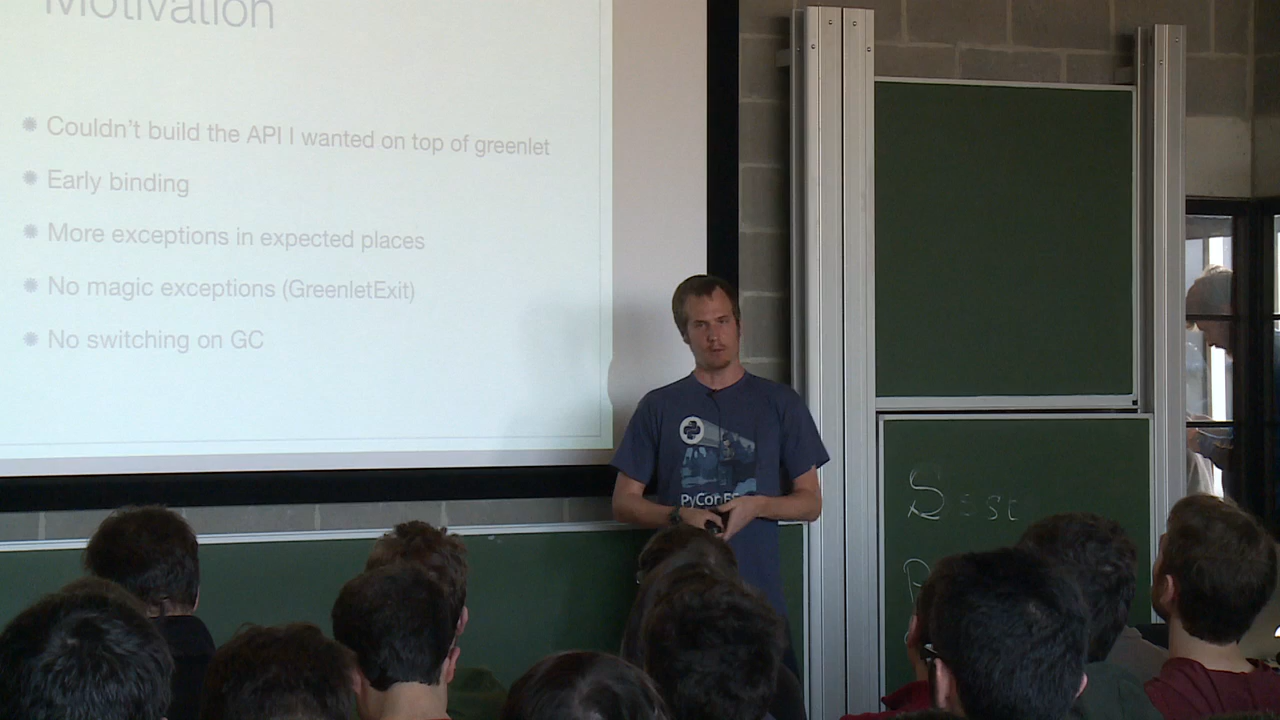 Motivation
Couldn't build the API I wanted on top of greenlet
Early binding
More exceptions in expected places
No magic exceptions (GreenletExit)
No switching on GC
PyCon ES